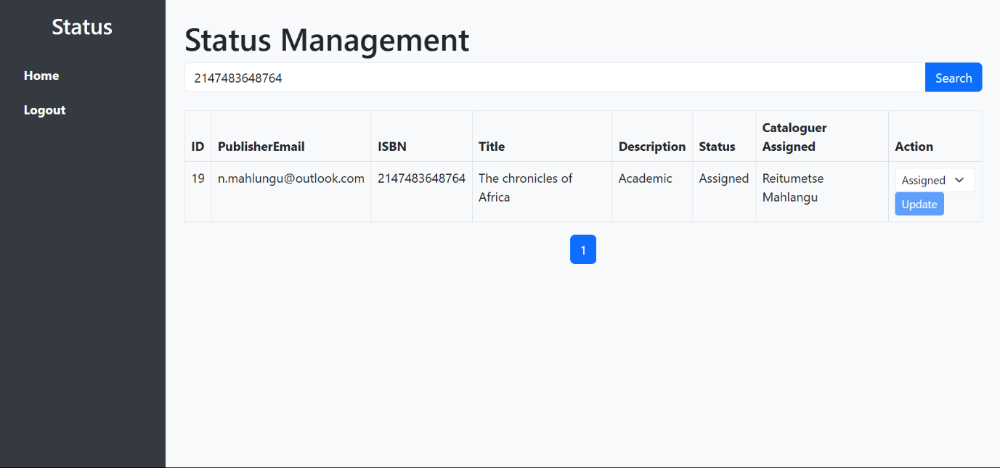 Status
Home
Logout
Status Management
2147483648764
Search
ID PublisherEmail ISBN Title Description Status Cataloguer Assigned Action
19 n.mahlungu@outlook.com 2147483648764 The chronicles of Africa Academic Assigned Reitumetse Mahlangu Assigned
Update
1